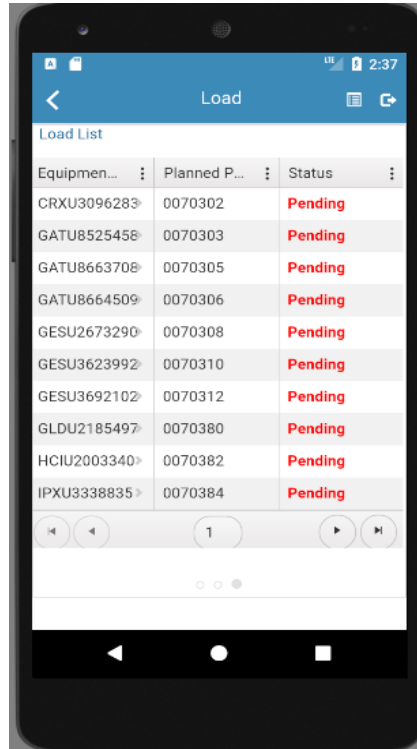 A LTE 2:37
Load
Load List
Equipmen... Planned P... Status
CRXU3096283 0070302 Pending
GATU8525458 0070303 Pending
GATU8663708 0070305 Pending
GATU8664509 0070306 Pending
GESU2673290 0070308 Pending
GESU3623992 0070310 Pending
GESU3692102 0070312 Pending
GLDU2185497 0070380 Pending
HCIU2003340 0070382 Pending
IPXU3338835 0070384 Pending
1